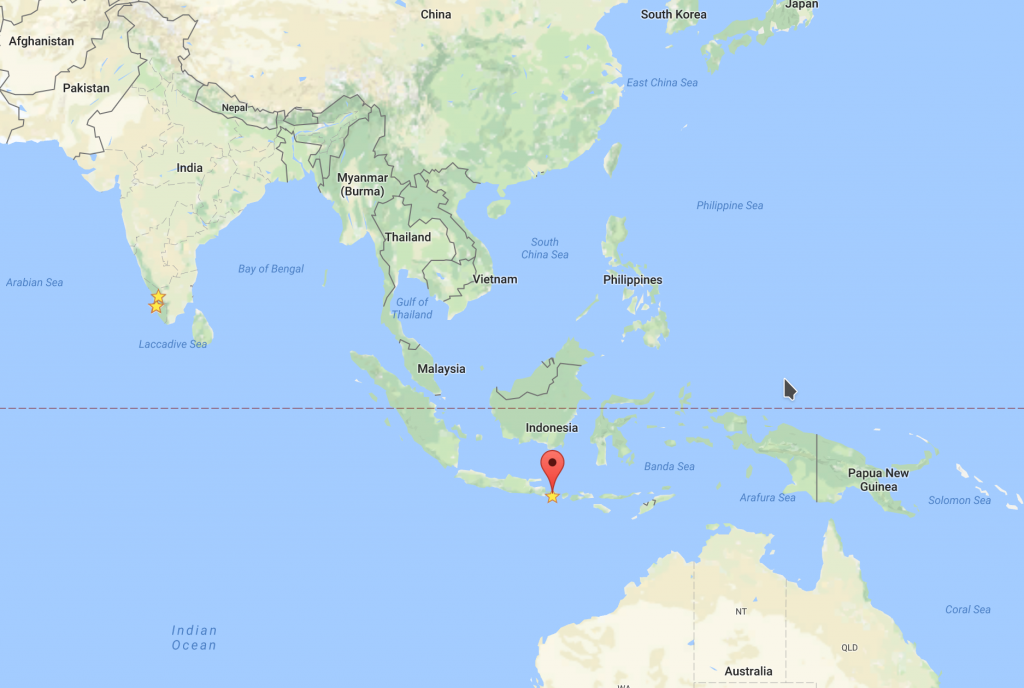 Japan
China
South Korea
Afghanistan
East China Sea
Pakistan
Nepal
India
Myanmar
(Burma)
Philippine Sea
Thailand
South
China Sea
Bay of Bengal
Vietnam
Philippines
Arabian Sea
Gulf of
Thailand
Laccadive Sea
Malaysia
Indonesia
Banda Sea
Papua New
Guinea
Arafura Sea
Solomon Sea
NT
Coral Sea
Indian
Ocean
QLD
Australia
WA